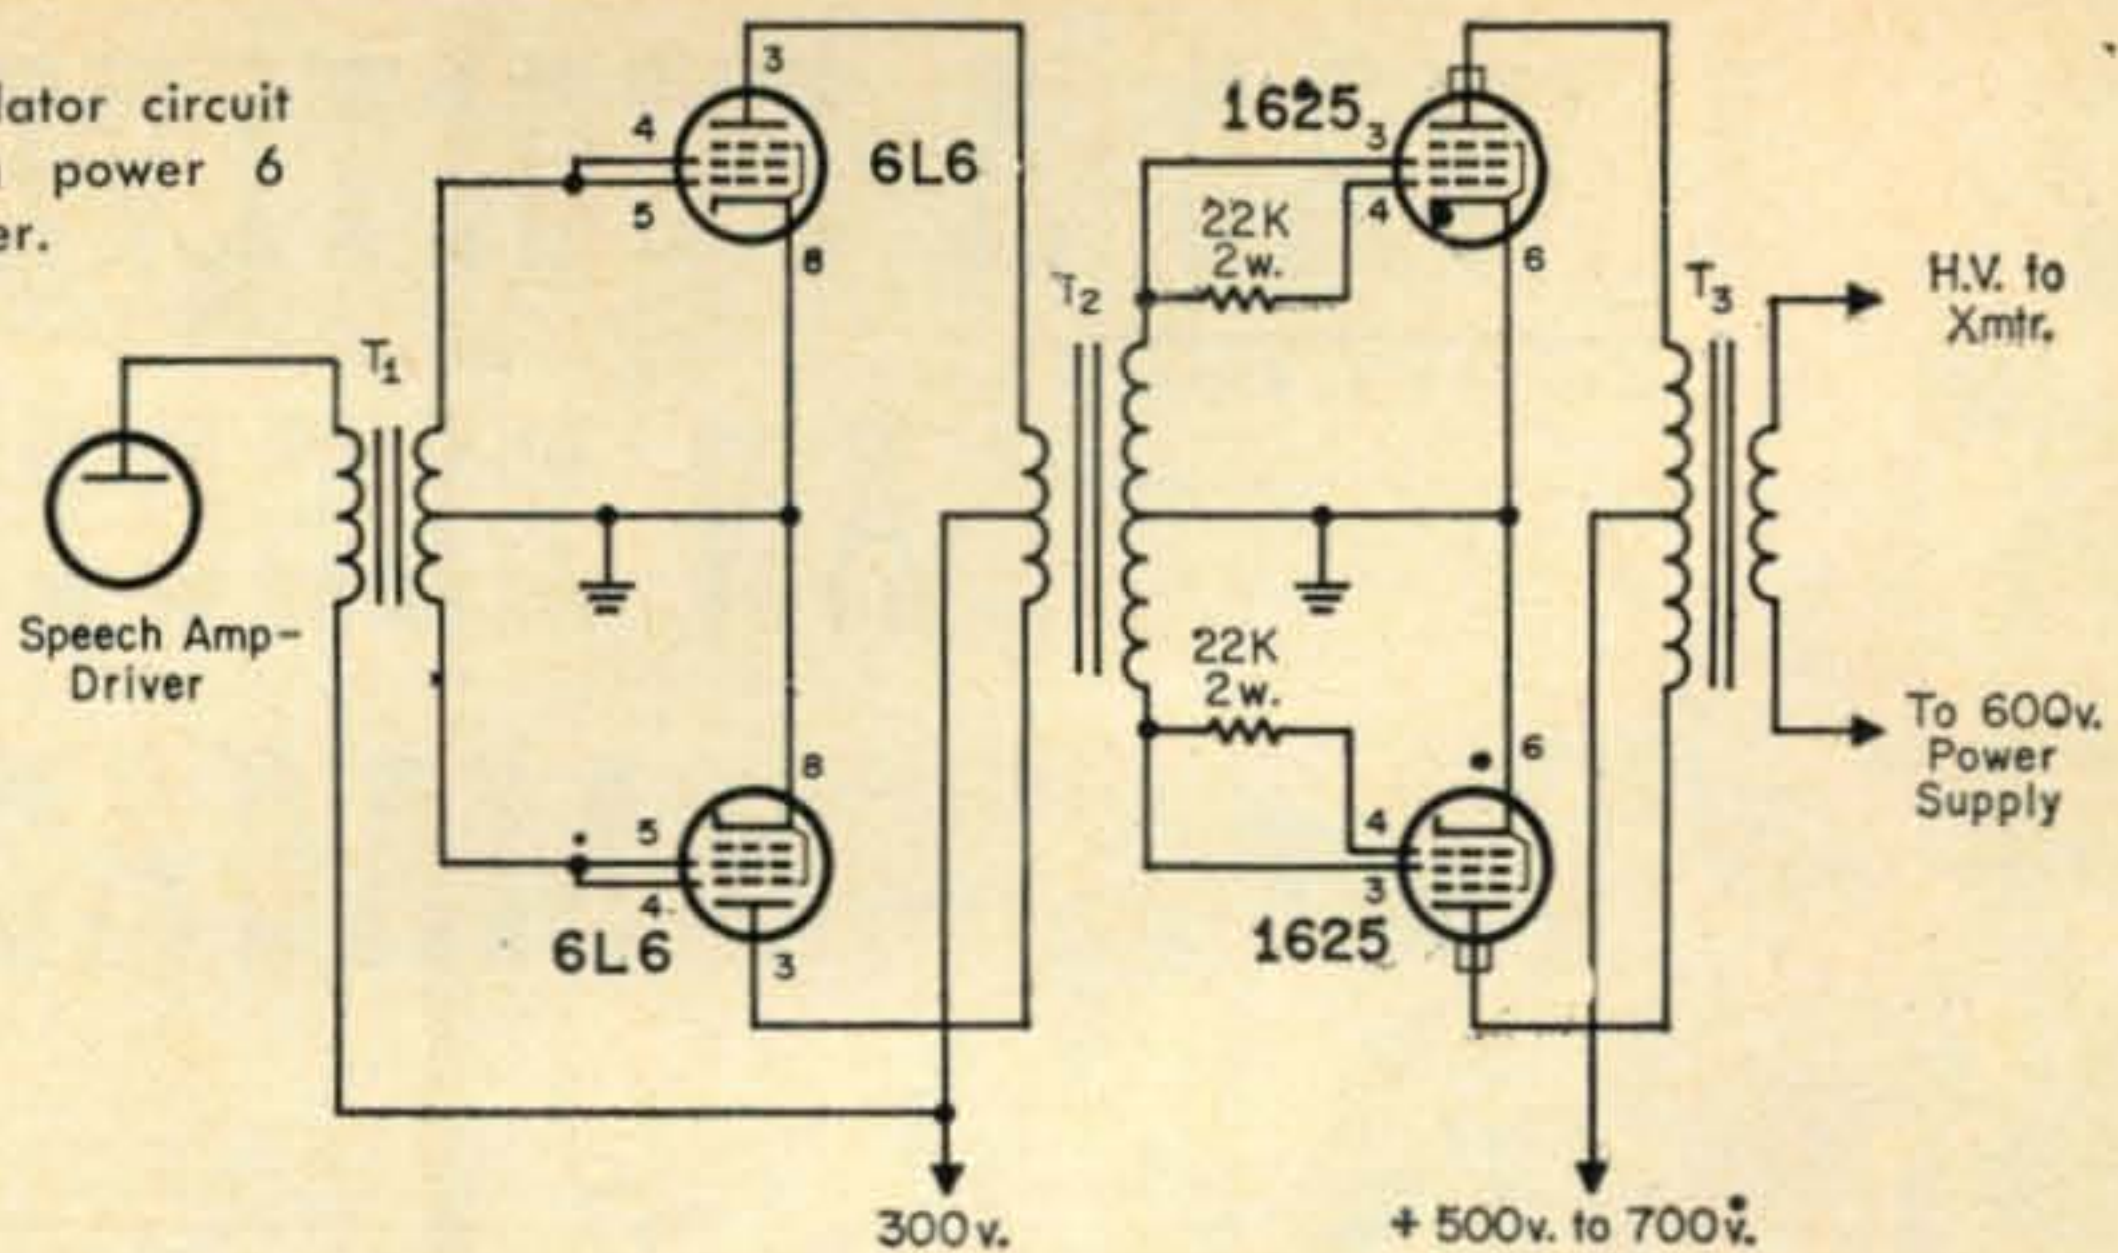 lator circuit
power 6
er.
3
4
5
6L6
8
T1
Speech Amp-
Driver
8
5
4
6L6
3
300v.
T2
1625
3
4
22K
2w.
6
22K
2w.
6
4
3
1625
T3
H.V. to
Xmtr.
To 600v.
Power
Supply
+ 500v. to 700v.